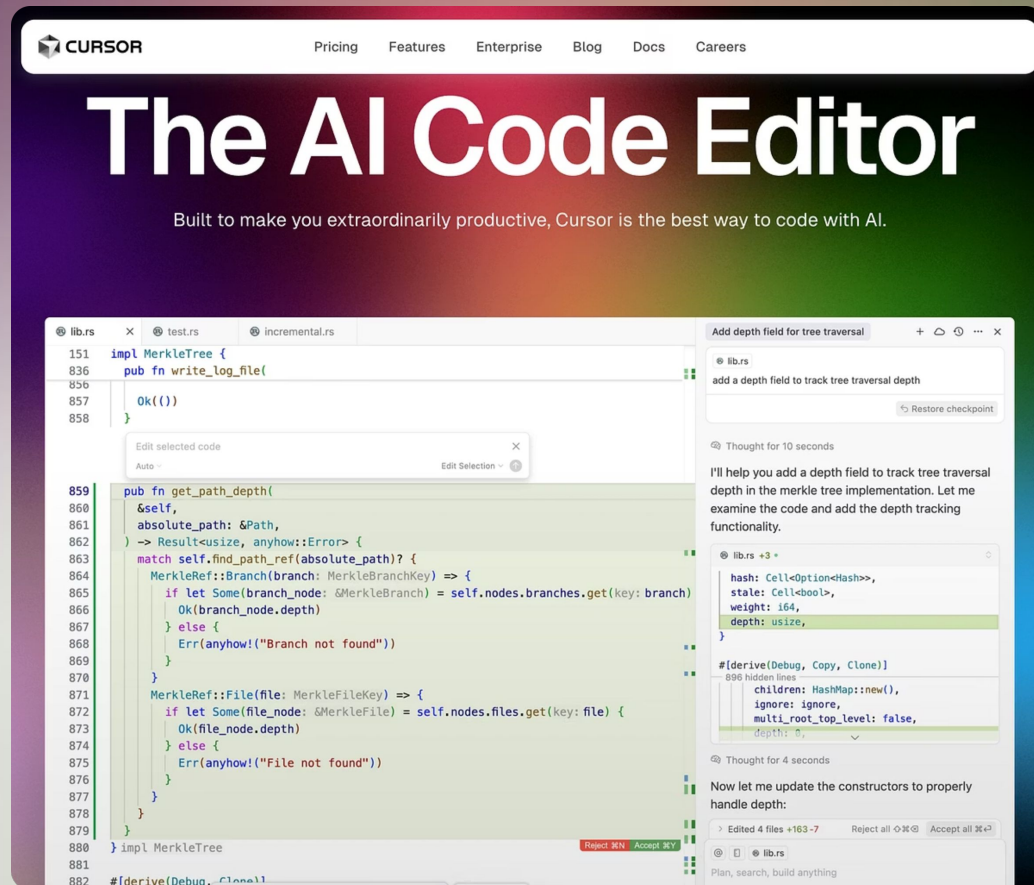 CURSOR
Pricing Features Enterprise Blog Docs Careers
The AI Code Editor
Built to make you extraordinarily productive, Cursor is the best way to code with AI.
lib.rs test.rs incremental.rs
151 impl MerkleTree {
836 pub fn write_log_file(
856
857 Ok(())
858 }
Edit selected code
Auto Edit Selection
859 pub fn get_path_depth(
860 &self,
861 absolute_path: &Path,
862 ) -> Result<usize, anyhow::Error> {
863 match self.find_path_ref(absolute_path)? {
864 MerkleRef::Branch(branch: MerkleBranchKey) => {
865 if let Some(branch_node: &MerkleBranch) = self.nodes.branches.get(key: branch)
866 Ok(branch_node.depth)
867 } else {
868 Err(anyhow!("Branch not found"))
869 }
870 }
871 MerkleRef::File(file: MerkleFileKey) => {
872 if let Some(file_node: &MerkleFile) = self.nodes.files.get(key: file) {
873 Ok(file_node.depth)
874 } else {
875 Err(anyhow!("File not found"))
876 }
877 }
878 }
879 }
880 } impl MerkleTree
Reject ⌘N Accept ⌘Y
881
882 #[derive(Debug, Clone)]
Add depth field for tree traversal
lib.rs
add a depth field to track tree traversal depth
Restore checkpoint
Thought for 10 seconds
I'll help you add a depth field to track tree traversal
depth in the merkle tree implementation. Let me
examine the code and add the depth tracking
functionality.
lib.rs +3
hash: Cell<Option<Hash>>,
stale: Cell<bool>,
weight: i64,
depth: usize,
}
#[derive(Debug, Copy, Clone)]
896 hidden lines
children: HashMap::new(),
ignore: ignore,
multi_root_top_level: false,
depth: 0,
Thought for 4 seconds
Now let me update the constructors to properly
handle depth:
Edited 4 files +163 -7 Reject all ⇧⌘⌫ Accept all ⌘⏎
@ lib.rs
Plan, search, build anything